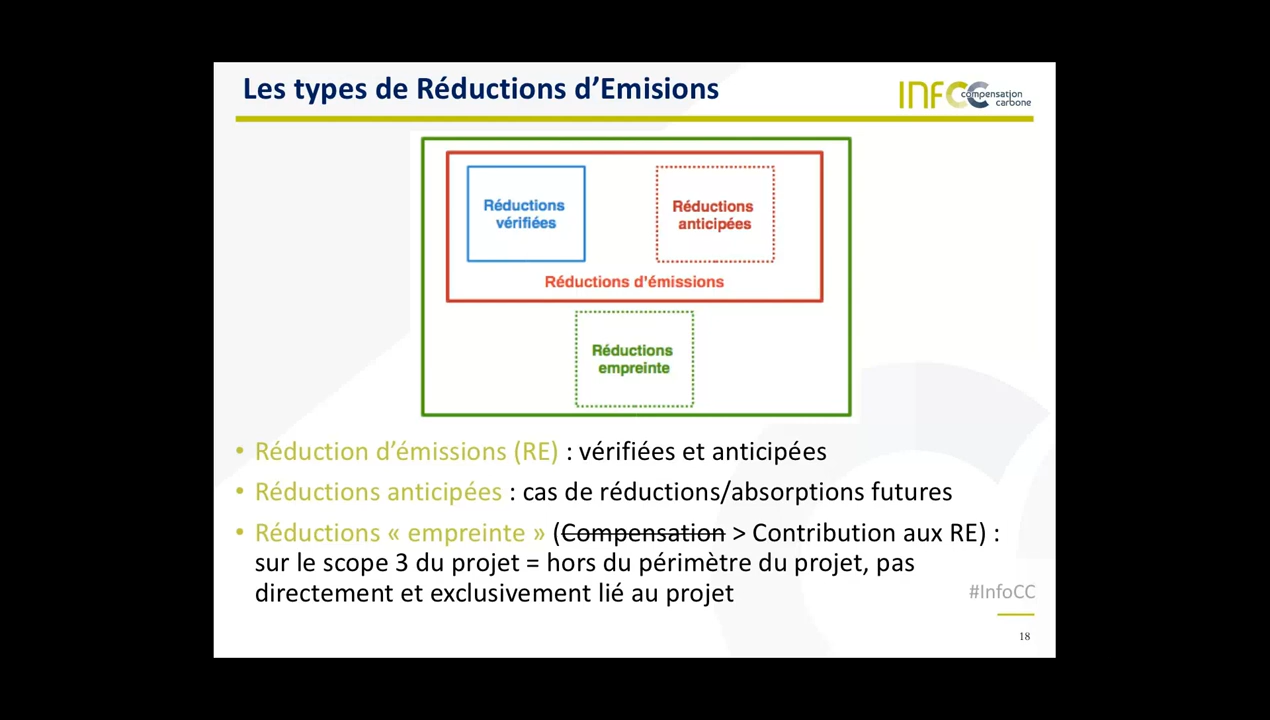 Les types de Réductions d’Emisions
INFCC compensation
carbone
Réductions
vérifiées
Réductions
anticipées
Réductions d'émissions
Réductions
empreinte
• Réduction d’émissions (RE) : vérifiées et anticipées
• Réductions anticipées : cas de réductions/absorptions futures
• Réductions « empreinte » (Compensation > Contribution aux RE) :
sur le scope 3 du projet = hors du périmètre du projet, pas
directement et exclusivement lié au projet
#InfoCC
18